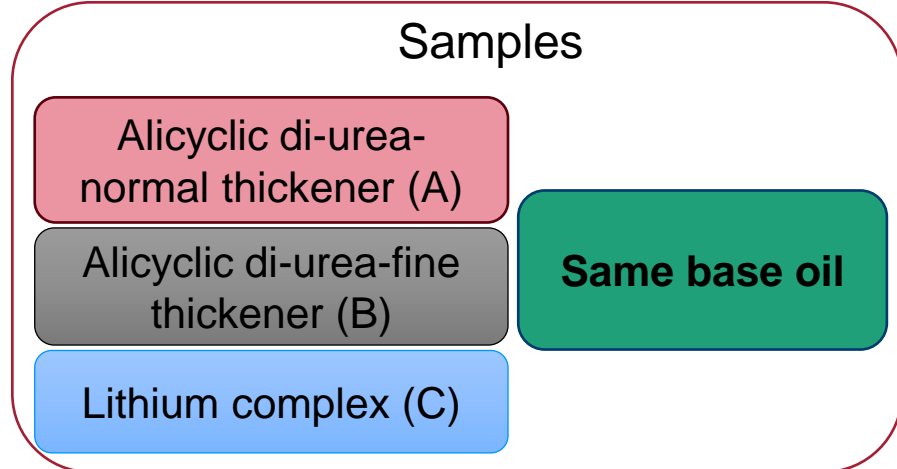 Samples
Alicyclic di-urea-
normal thickener (A)
Alicyclic di-urea-fine
thickener (B)
Lithium complex (C)
Same base oil